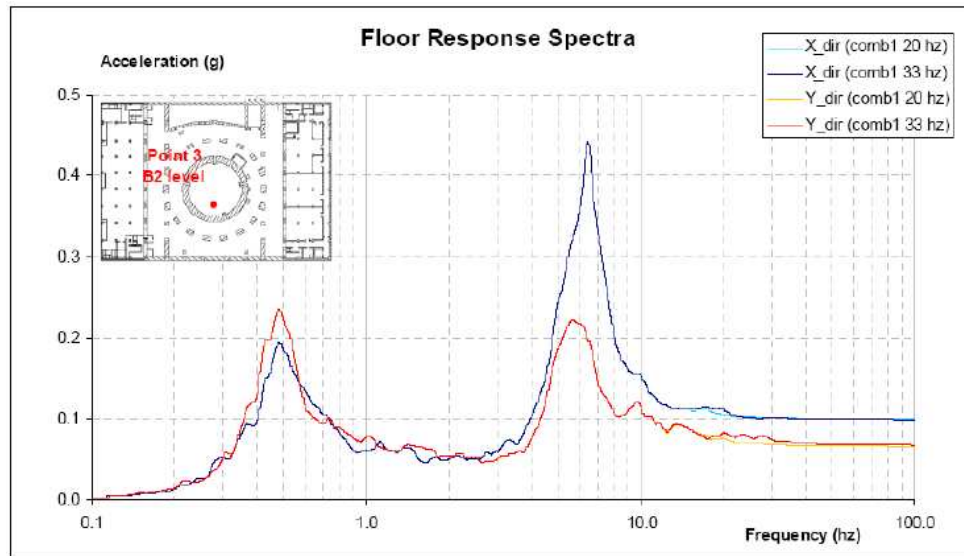 Floor Response Spectra
Acceleration (g)
X_dir (comb1 20 hz)
X_dir (comb1 33 hz)
Y_dir (comb1 20 hz)
Y_dir (comb1 33 hz)
Point 3
B2 level
0.5
0.4
0.3
0.2
0.1
0.0
0.1
1.0
10.0
100.0
Frequency (hz)